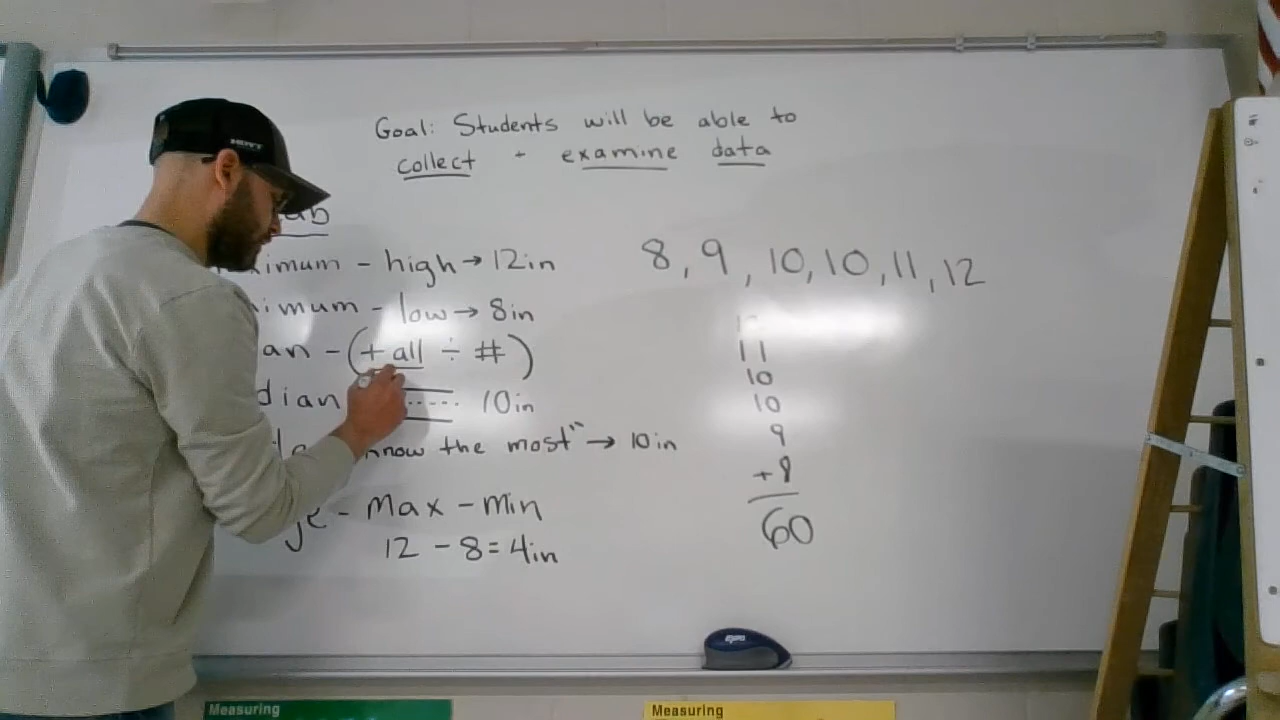 Goal: Students will be able to
collect + examine data
HOYT
imum - high → 12in
8, 9, 10, 10, 11, 12
imum - low → 8in
an - (+ all ÷ #)
11
10
dian 10in
10
9
the most" → 10in
+8
60
- Max - Min
12 - 8 = 4in
expo
Measuring
Measuring